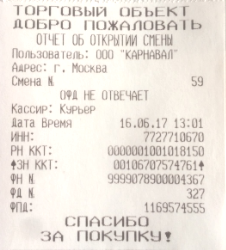 ТОРГОВЫЙ ОБЪЕКТ
ДОБРО ПОЖАЛОВАТЬ
ОТЧЕТ ОБ ОТКРЫТИИ СМЕНЫ
Пользователь: ООО "КАРНАВАЛ"
Адрес: г. Москва
Смена № 59
ОФД НЕ ОТВЕЧАЕТ
Кассир: Курьер
Дата Время 16.06.17 13:01
ИНН: 7727710670
РН ККТ: 0000001001018150
↑ЗН ККТ: 00106707574761↑
ФН № 9999078900004367
ФД № 327
ФПД: 1169574555
СПАСИБО
ЗА ПОКУПКУ!